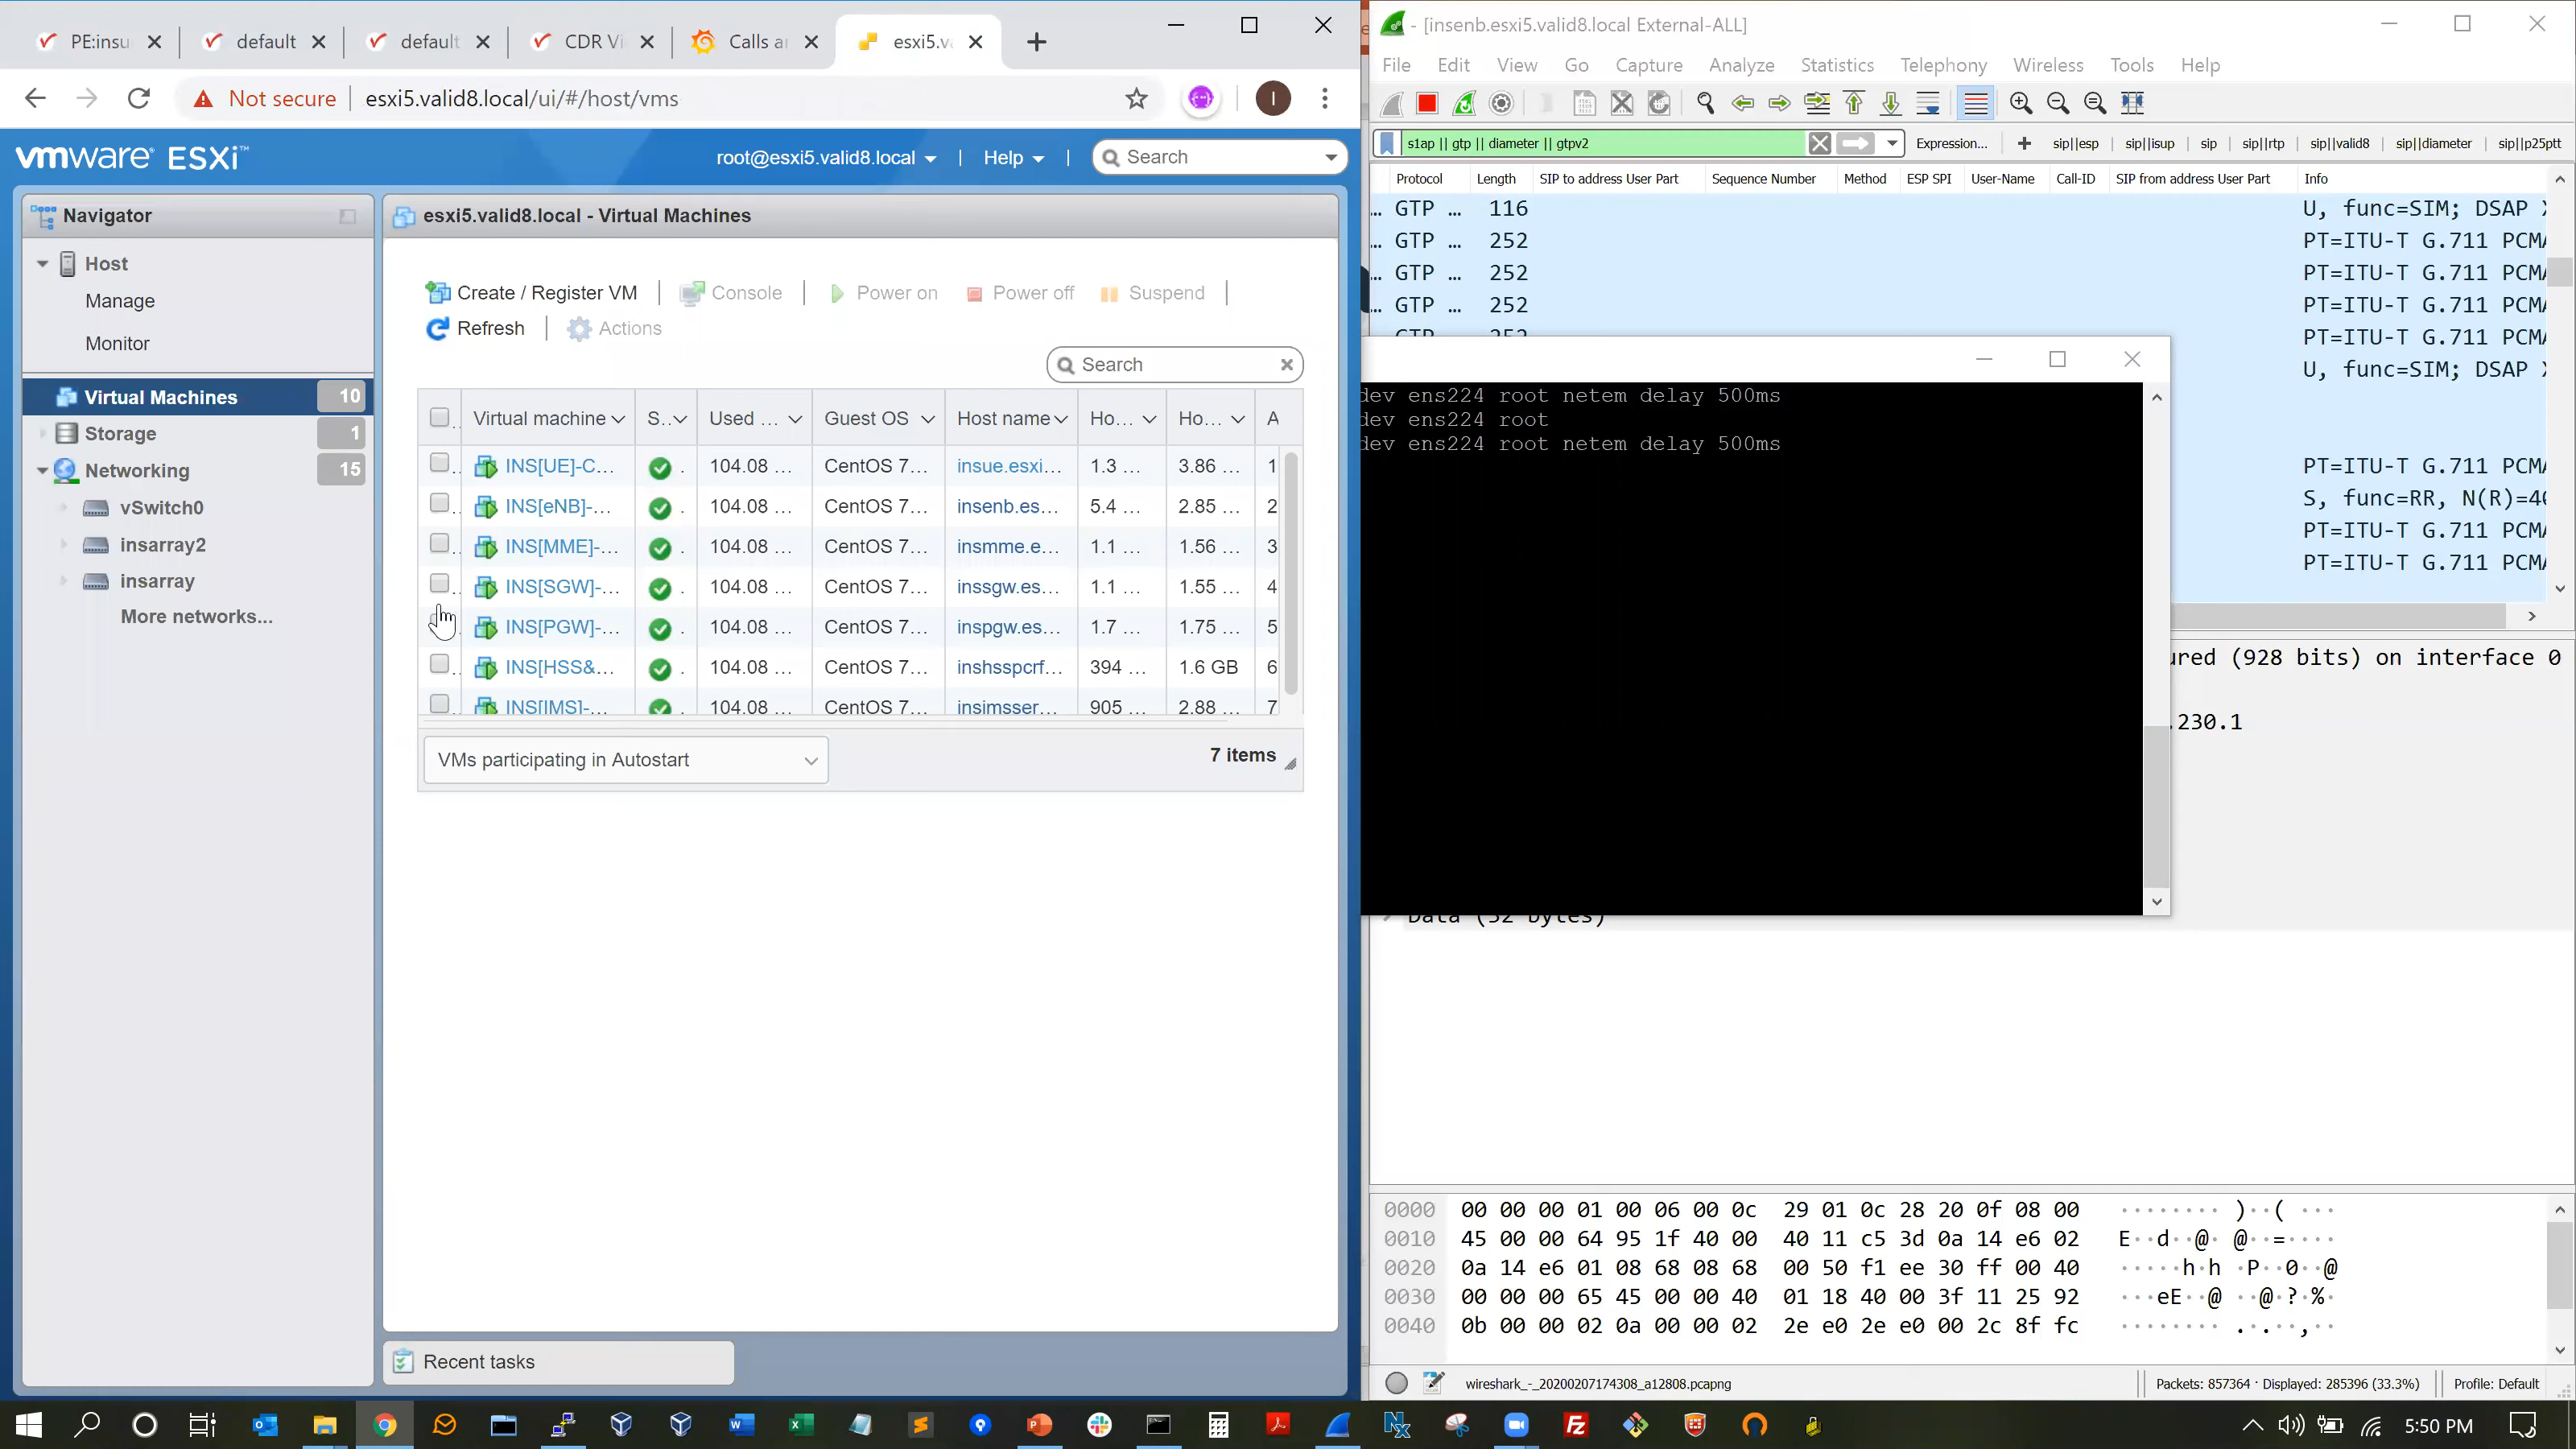 PE:insu
default
default
CDR Vi
Calls ar
esxi5.va
Not secure
esxi5.valid8.local/ui/#/host/vms
I
vmware ESXi™
root@esxi5.valid8.local
Help
Search
Navigator
Host
Manage
Monitor
Virtual Machines 10
Storage 1
Networking 15
vSwitch0
insarray2
insarray
More networks...
esxi5.valid8.local - Virtual Machines
Create / Register VM
Console
Power on
Power off
Suspend
Refresh
Actions
Search
Virtual machine S... Used ... Guest OS Host name Ho... Ho... A
INS[UE]-C... 104.08 ... CentOS 7... insue.esxi... 1.3 ... 3.86 ... 1
INS[eNB]-... 104.08 ... CentOS 7... insenb.es... 5.4 ... 2.85 ... 2
INS[MME]-... 104.08 ... CentOS 7... insmme.e... 1.1 ... 1.56 ... 3
INS[SGW]-... 104.08 ... CentOS 7... inssgw.es... 1.1 ... 1.55 ... 4
INS[PGW]-... 104.08 ... CentOS 7... inspgw.es... 1.7 ... 1.75 ... 5
INS[HSS&... 104.08 ... CentOS 7... inshsspcrf... 394 ... 1.6 GB 6
INS[IMS]-... 104.08 ... CentOS 7... insimsser... 905 ... 2.88 ... 7
VMs participating in Autostart
7 items
Recent tasks
- [insenb.esxi5.valid8.local External-ALL]
File Edit View Go Capture Analyze Statistics Telephony Wireless Tools Help
s1ap || gtp || diameter || gtpv2
Expression... + sip||esp sip||isup sip sip||rtp sip||valid8 sip||diameter sip||p25ptt
Protocol Length SIP to address User Part Sequence Number Method ESP SPI User-Name Call-ID SIP from address User Part Info
... GTP ... 116 U, func=SIM; DSAP
... GTP ... 252 PT=ITU-T G.711 PCMA
... GTP ... 252 PT=ITU-T G.711 PCMA
... GTP ... 252 PT=ITU-T G.711 PCMA
... GTP ... 252 PT=ITU-T G.711 PCMA
U, func=SIM; DSAP
PT=ITU-T G.711 PCMA
S, func=RR, N(R)=46
PT=ITU-T G.711 PCMA
PT=ITU-T G.711 PCMA
dev ens224 root netem delay 500ms
dev ens224 root
dev ens224 root netem delay 500ms
ured (928 bits) on interface 0
.230.1
Data (52 bytes)
0000 00 00 00 01 00 06 00 0c 29 01 0c 28 20 0f 08 00 ········ )··( ···
0010 45 00 00 64 95 1f 40 00 40 11 c5 3d 0a 14 e6 02 E··d··@· @··=····
0020 0a 14 e6 01 08 68 08 68 00 50 f1 ee 30 ff 00 40 ·····h·h ·P··0··@
0030 00 00 00 65 45 00 00 40 01 18 40 00 3f 11 25 92 ···eE··@ ··@·?·%·
0040 0b 00 00 02 0a 00 00 02 2e e0 2e e0 00 2c 8f fc ········ .·.··,··
wireshark_-_20200207174308_a12808.pcapng
Packets: 857364 · Displayed: 285396 (33.3%)
Profile: Default
5:50 PM